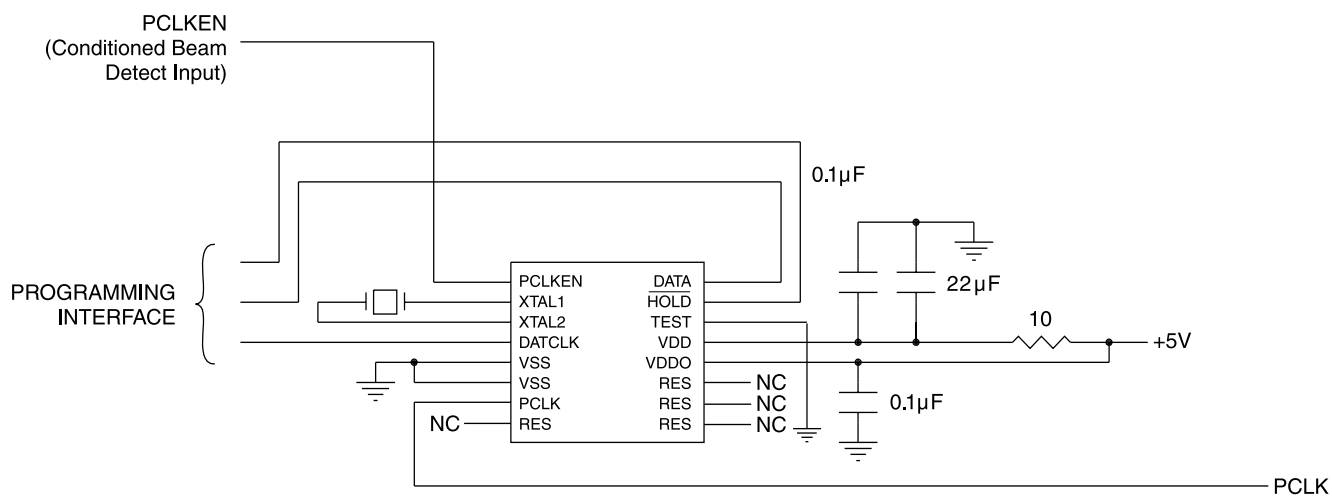 PCLKEN
(Conditioned Beam
Detect Input)
0.1µF
PROGRAMMING
INTERFACE
PCLKEN
XTAL1
XTAL2
DATCLK
VSS
VSS
PCLK
RES
DATA
HOLD
TEST
VDD
VDDO
RES
RES
RES
NC
NC
NC
NC
22µF
10
+5V
0.1µF
PCLK